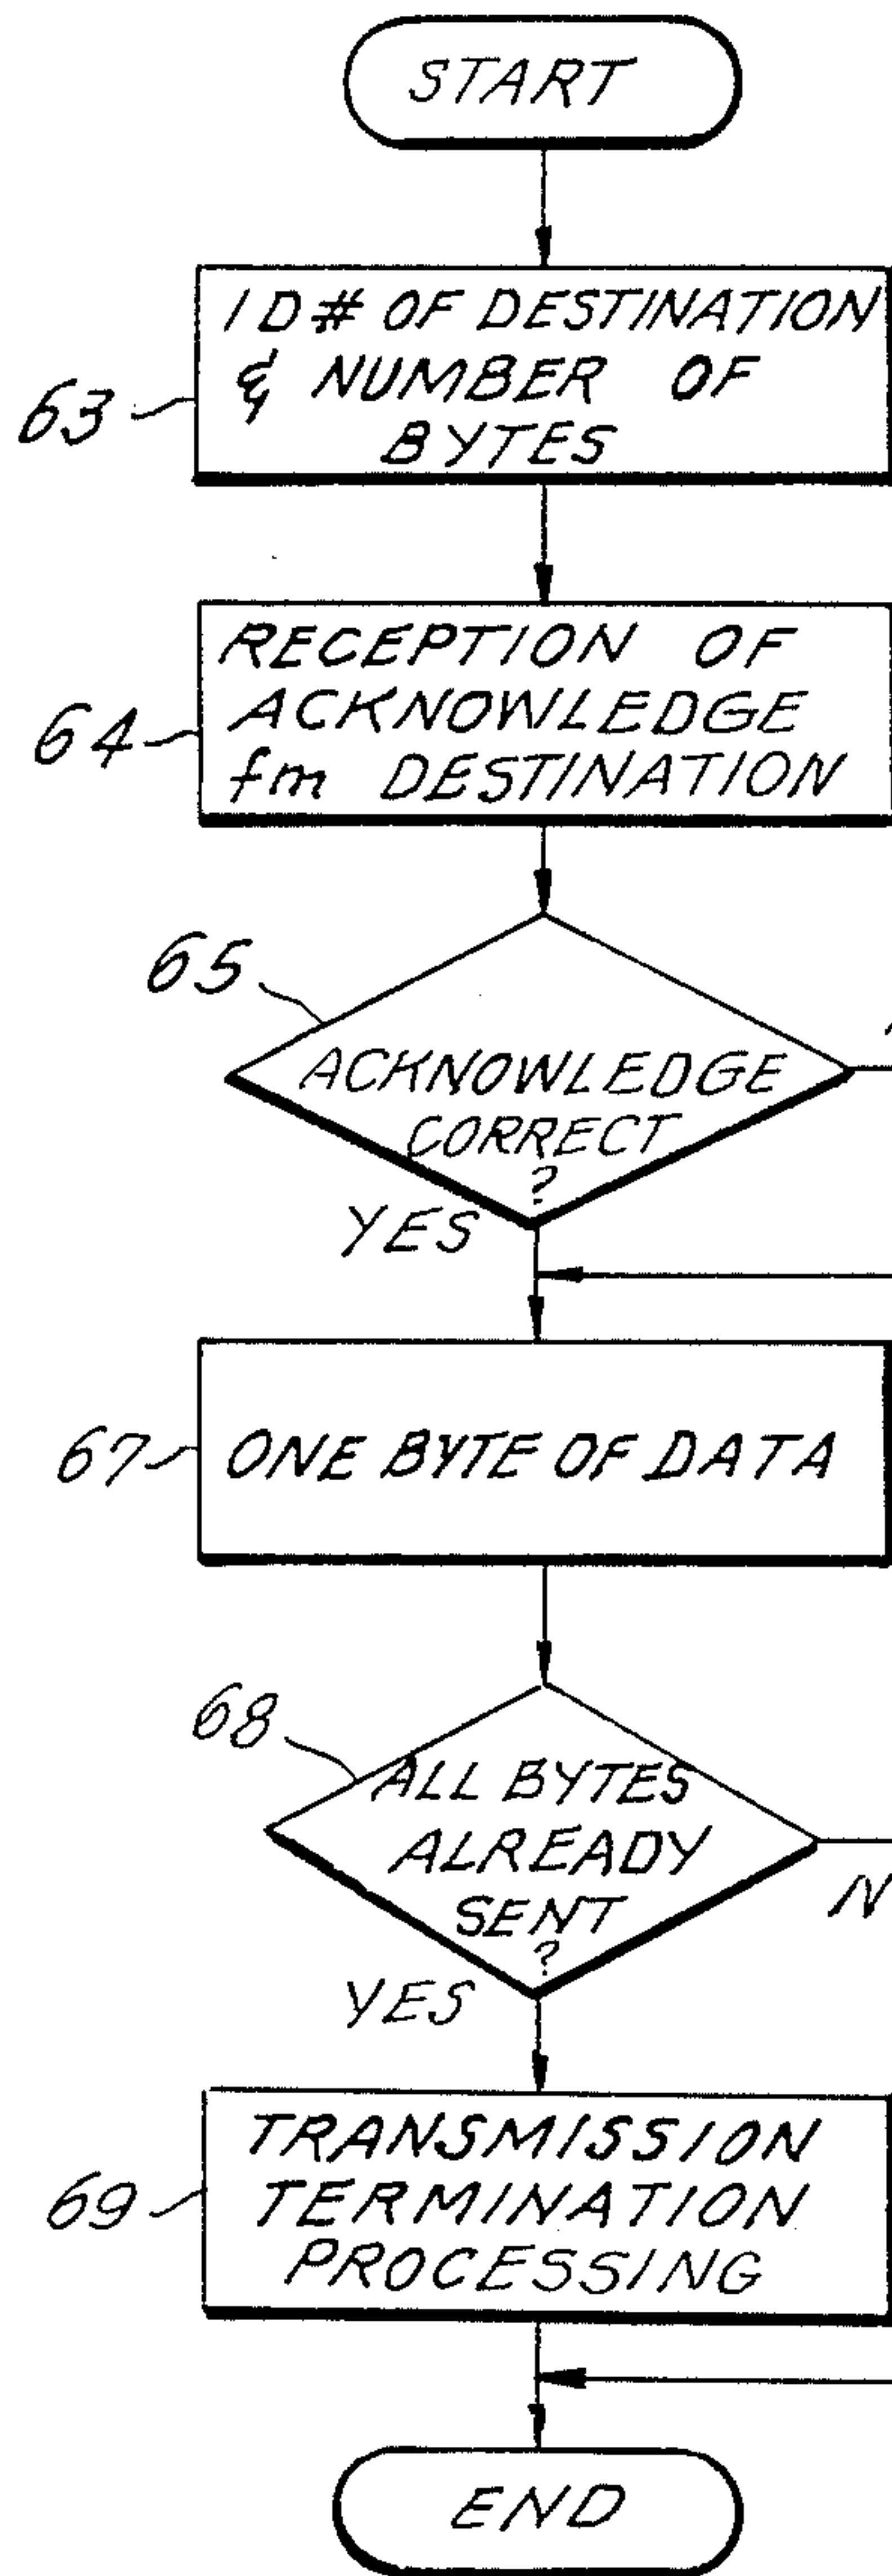 START
ID# OF DESTINATION
& NUMBER OF
BYTES
63
RECEPTION OF
ACKNOWLEDGE
fm DESTINATION
64
65
ACKNOWLEDGE
CORRECT
?
YES
67
ONE BYTE OF DATA
68
ALL BYTES
ALREADY
SENT
?
N
YES
TRANSMISSION
TERMINATION
PROCESSING
69
END